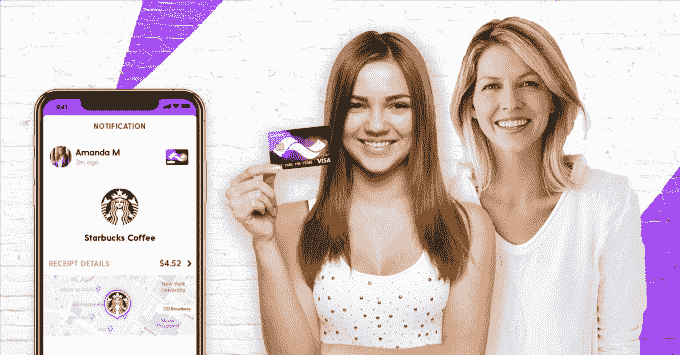 9:41
NOTIFICATION
Amanda M
2m ago
Starbucks Coffee
RECEIPT DETAILS $4.52 >
New York
University
VISA